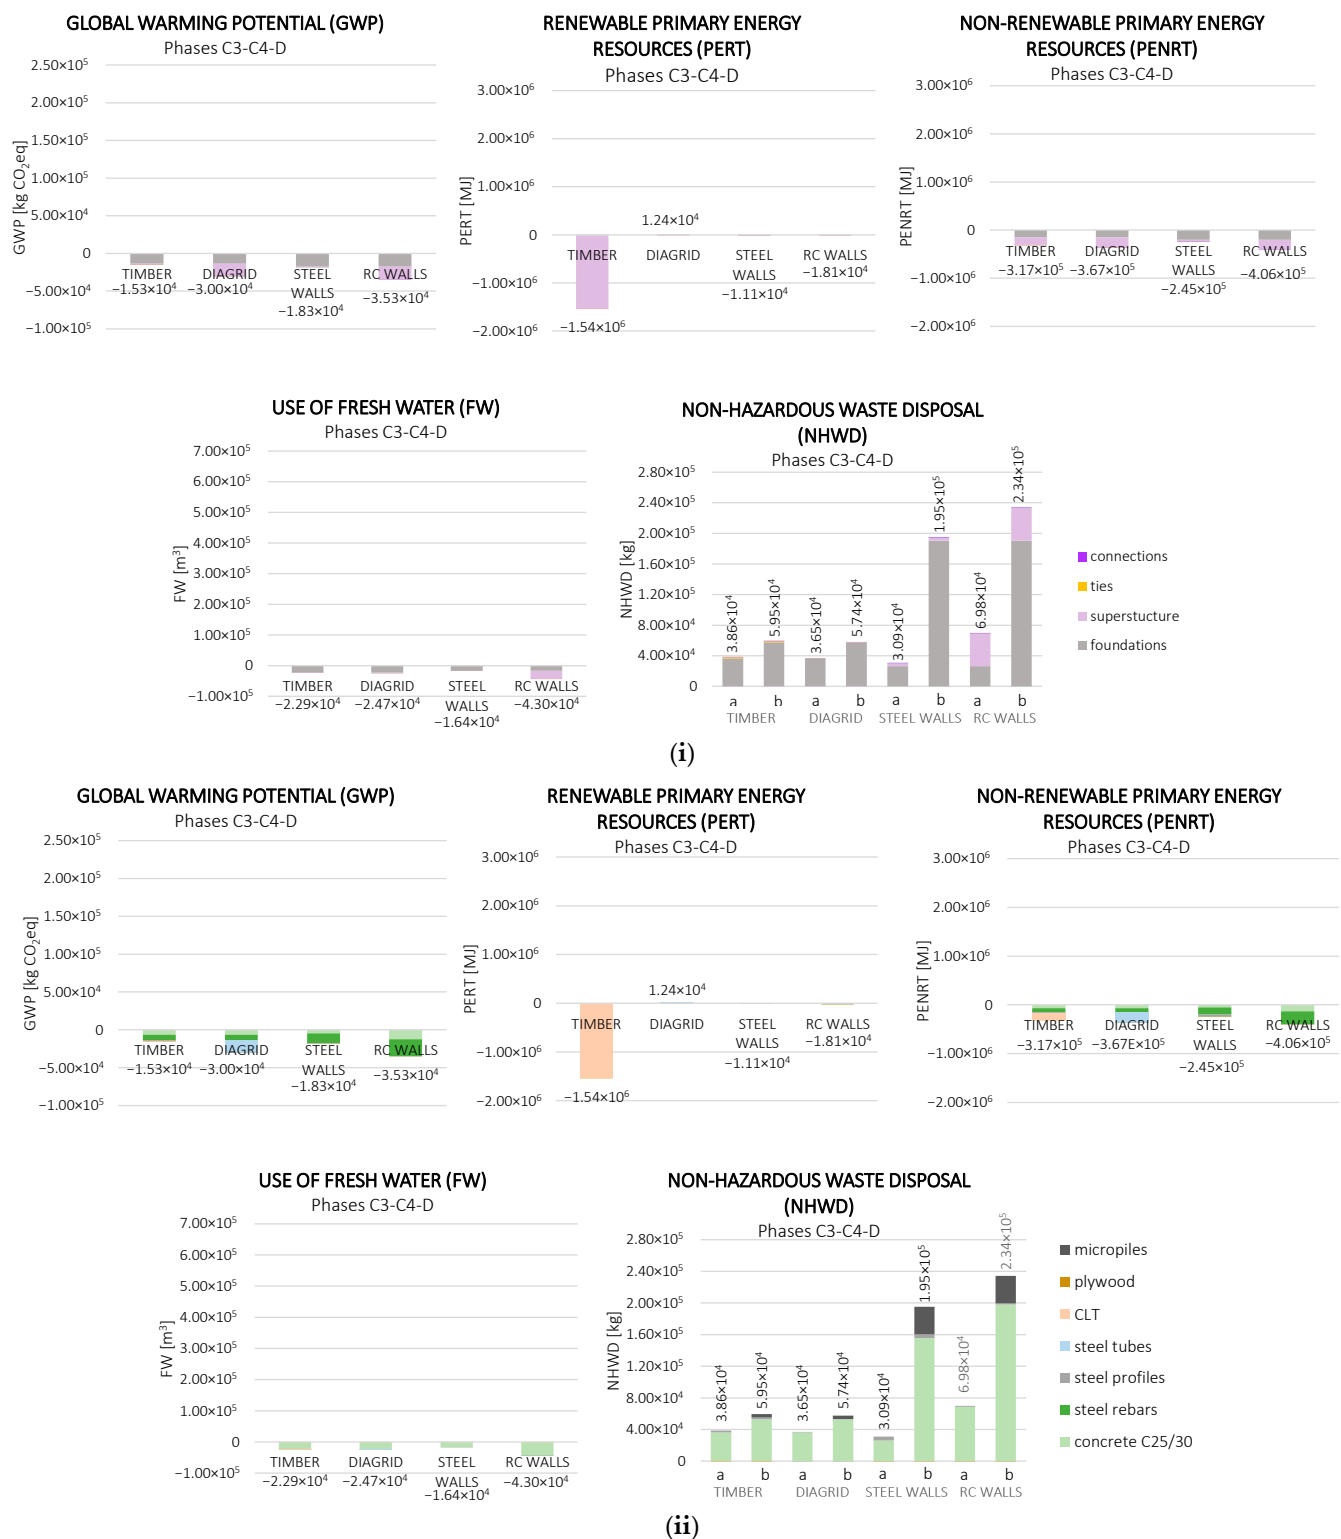 GLOBAL WARMING POTENTIAL (GWP)
Phases C3-C4-D
2.50×10⁵
2.00×10⁵
1.50×10⁵
1.00×10⁵
5.00×10⁴
0
−5.00×10⁴
−1.00×10⁵
GWP [kg CO₂eq]
TIMBER
−1.53×10⁴
DIAGRID
−3.00×10⁴
STEEL
WALLS
−1.83×10⁴
RC WALLS
−3.53×10⁴
RENEWABLE PRIMARY ENERGY
RESOURCES (PERT)
Phases C3-C4-D
3.00×10⁶
2.00×10⁶
1.00×10⁶
0
−1.00×10⁶
−2.00×10⁶
PERT [MJ]
1.24×10⁴
TIMBER
−1.54×10⁶
DIAGRID
STEEL
WALLS
−1.11×10⁴
RC WALLS
−1.81×10⁴
NON-RENEWABLE PRIMARY ENERGY
RESOURCES (PENRT)
Phases C3-C4-D
3.00×10⁶
2.00×10⁶
1.00×10⁶
0
−1.00×10⁶
−2.00×10⁶
PENRT [MJ]
TIMBER
−3.17×10⁵
DIAGRID
−3.67×10⁵
STEEL
WALLS
−2.45×10⁵
RC WALLS
−4.06×10⁵
USE OF FRESH WATER (FW)
Phases C3-C4-D
7.00×10⁵
6.00×10⁵
5.00×10⁵
4.00×10⁵
3.00×10⁵
2.00×10⁵
1.00×10⁵
0
−1.00×10⁵
FW [m³]
TIMBER
−2.29×10⁴
DIAGRID
−2.47×10⁴
STEEL
WALLS
−1.64×10⁴
RC WALLS
−4.30×10⁴
NON-HAZARDOUS WASTE DISPOSAL
(NHWD)
Phases C3-C4-D
2.80×10⁵
2.40×10⁵
2.00×10⁵
1.60×10⁵
1.20×10⁵
8.00×10⁴
4.00×10⁴
0
NHWD [kg]
3.86×10⁴
5.95×10⁴
3.65×10⁴
5.74×10⁴
3.09×10⁴
1.95×10⁵
6.98×10⁴
2.34×10⁵
a b a b a b a b
TIMBER DIAGRID STEEL WALLS RC WALLS
connections
ties
superstucture
foundations
(i)
GLOBAL WARMING POTENTIAL (GWP)
Phases C3-C4-D
2.50×10⁵
2.00×10⁵
1.50×10⁵
1.00×10⁵
5.00×10⁴
0
−5.00×10⁴
−1.00×10⁵
GWP [kg CO₂eq]
TIMBER
−1.53×10⁴
DIAGRID
−3.00×10⁴
STEEL
WALLS
−1.83×10⁴
RC WALLS
−3.53×10⁴
RENEWABLE PRIMARY ENERGY
RESOURCES (PERT)
Phases C3-C4-D
3.00×10⁶
2.00×10⁶
1.00×10⁶
0
−1.00×10⁶
−2.00×10⁶
PERT [MJ]
1.24×10⁴
TIMBER
−1.54×10⁶
DIAGRID
STEEL
WALLS
−1.11×10⁴
RC WALLS
−1.81×10⁴
NON-RENEWABLE PRIMARY ENERGY
RESOURCES (PENRT)
Phases C3-C4-D
3.00×10⁶
2.00×10⁶
1.00×10⁶
0
−1.00×10⁶
−2.00×10⁶
PENRT [MJ]
TIMBER
−3.17×10⁵
DIAGRID
−3.67E×10⁵
STEEL
WALLS
−2.45×10⁵
RC WALLS
−4.06×10⁵
USE OF FRESH WATER (FW)
Phases C3-C4-D
7.00×10⁵
6.00×10⁵
5.00×10⁵
4.00×10⁵
3.00×10⁵
2.00×10⁵
1.00×10⁵
0
−1.00×10⁵
FW [m³]
TIMBER
−2.29×10⁴
DIAGRID
−2.47×10⁴
STEEL
WALLS
−1.64×10⁴
RC WALLS
−4.30×10⁴
NON-HAZARDOUS WASTE DISPOSAL
(NHWD)
Phases C3-C4-D
2.80×10⁵
2.40×10⁵
2.00×10⁵
1.60×10⁵
1.20×10⁵
8.00×10⁴
4.00×10⁴
0
NHWD [kg]
3.86×10⁴
5.95×10⁴
3.65×10⁴
5.74×10⁴
3.09×10⁴
1.95×10⁵
6.98×10⁴
2.34×10⁵
a b a b a b a b
TIMBER DIAGRID STEEL WALLS RC WALLS
micropiles
plywood
CLT
steel tubes
steel profiles
steel rebars
concrete C25/30
(ii)